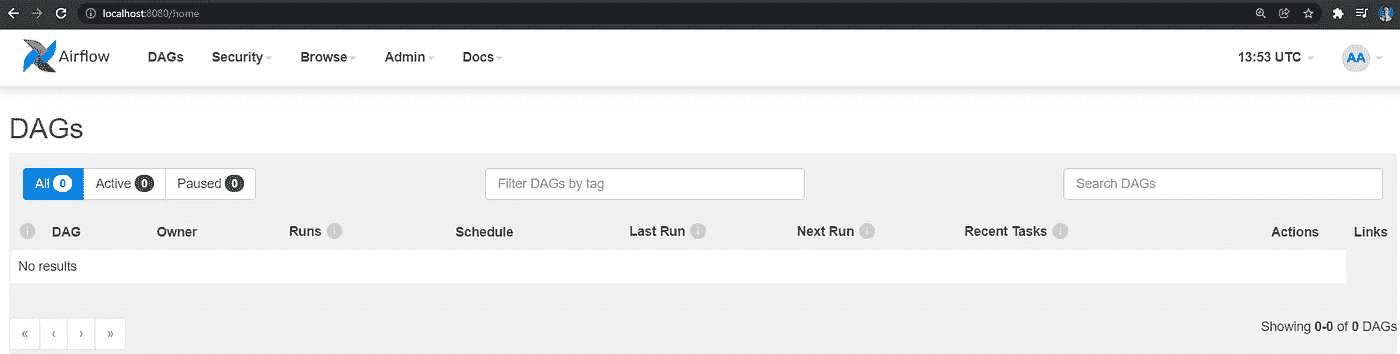 localhost:8080/home
Airflow DAGs Security Browse Admin Docs 13:53 UTC AA
DAGs
All 0 Active 0 Paused 0 Filter DAGs by tag Search DAGs
i DAG Owner Runs i Schedule Last Run i Next Run i Recent Tasks i Actions Links
No results
« ‹ › » Showing 0-0 of 0 DAGs